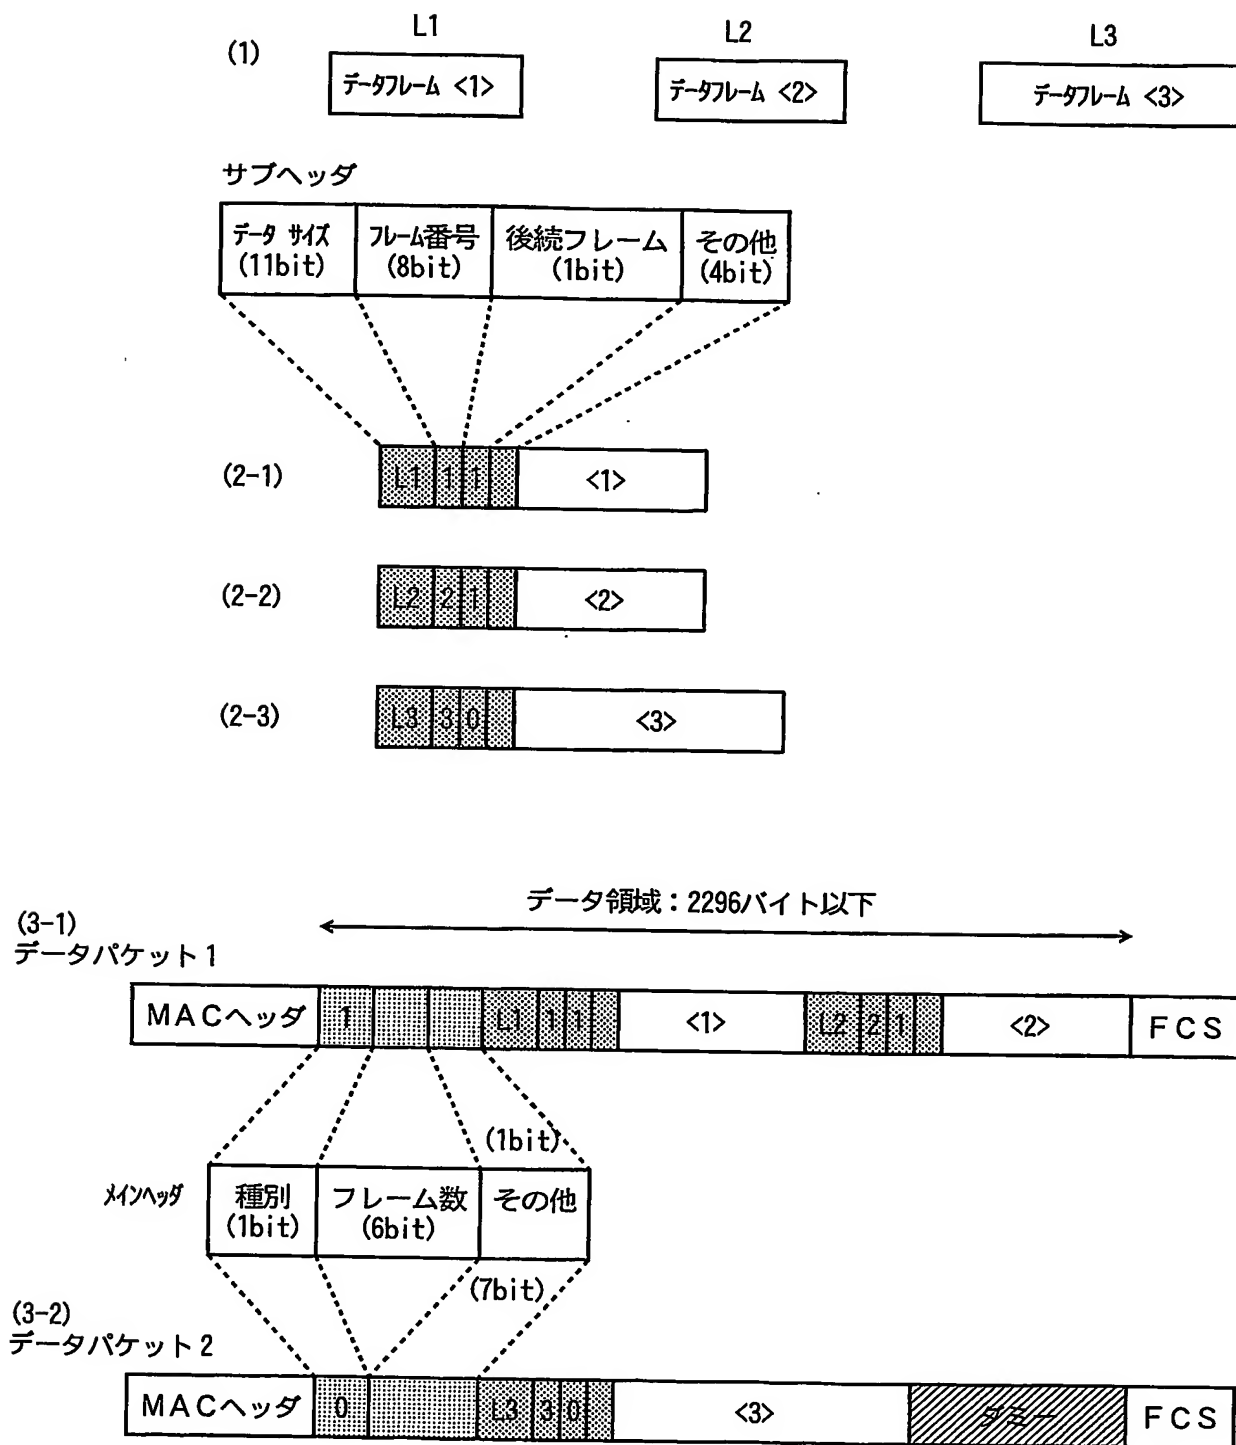 (1)
L1 L2 L3
データフレーム <1> データフレーム <2> データフレーム <3>
サブヘッダ
データ サイズ フレーム番号 後続フレーム その他
(11bit) (8bit) (1bit) (4bit)
(2-1) L1 1 1 <1>
(2-2) L2 2 1 <2>
(2-3) L3 3 0 <3>
データ領域：2296バイト以下
(3-1)
データパケット1
MACヘッダ 1 L1 1 1 <1> L2 2 1 <2> FCS
(1bit)
メインヘッダ 種別 フレーム数 その他
(1bit) (6bit)
(7bit)
(3-2)
データパケット2
MACヘッダ 0 L3 3 0 <3> ダミー FCS